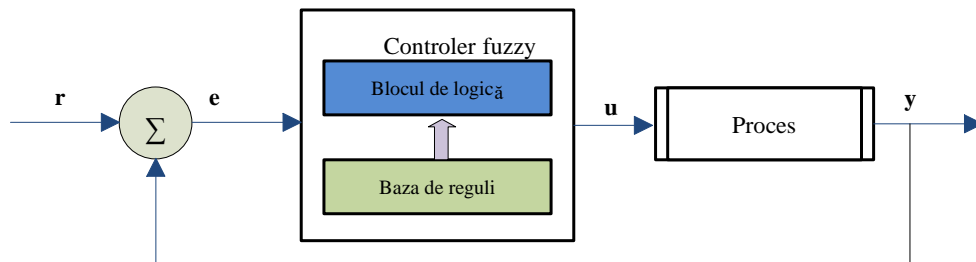 Controler fuzzy
Blocul de logică
r
e
u
y
Σ
Proces
Baza de reguli